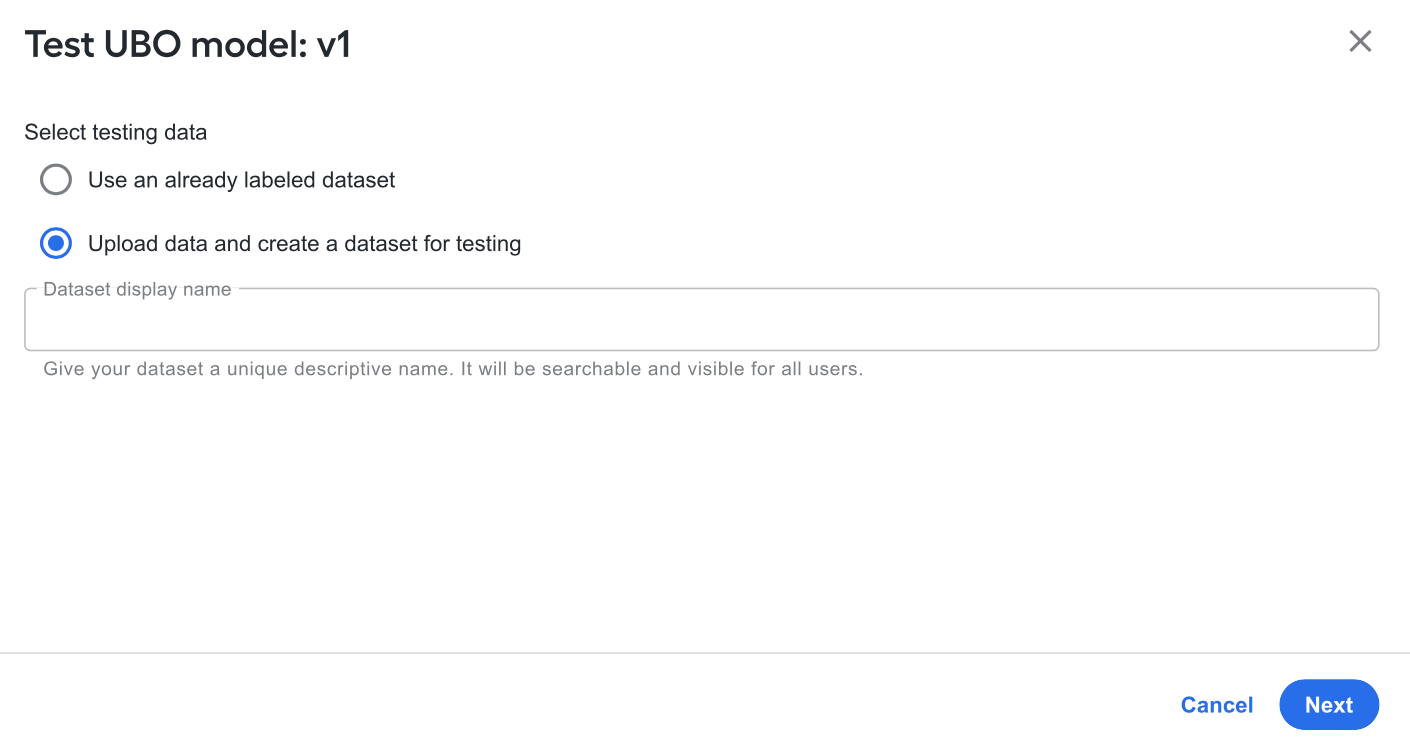 Test UBO model: v1
Select testing data
Use an already labeled dataset
Upload data and create a dataset for testing
Dataset display name
Give your dataset a unique descriptive name. It will be searchable and visible for all users.
Cancel Next